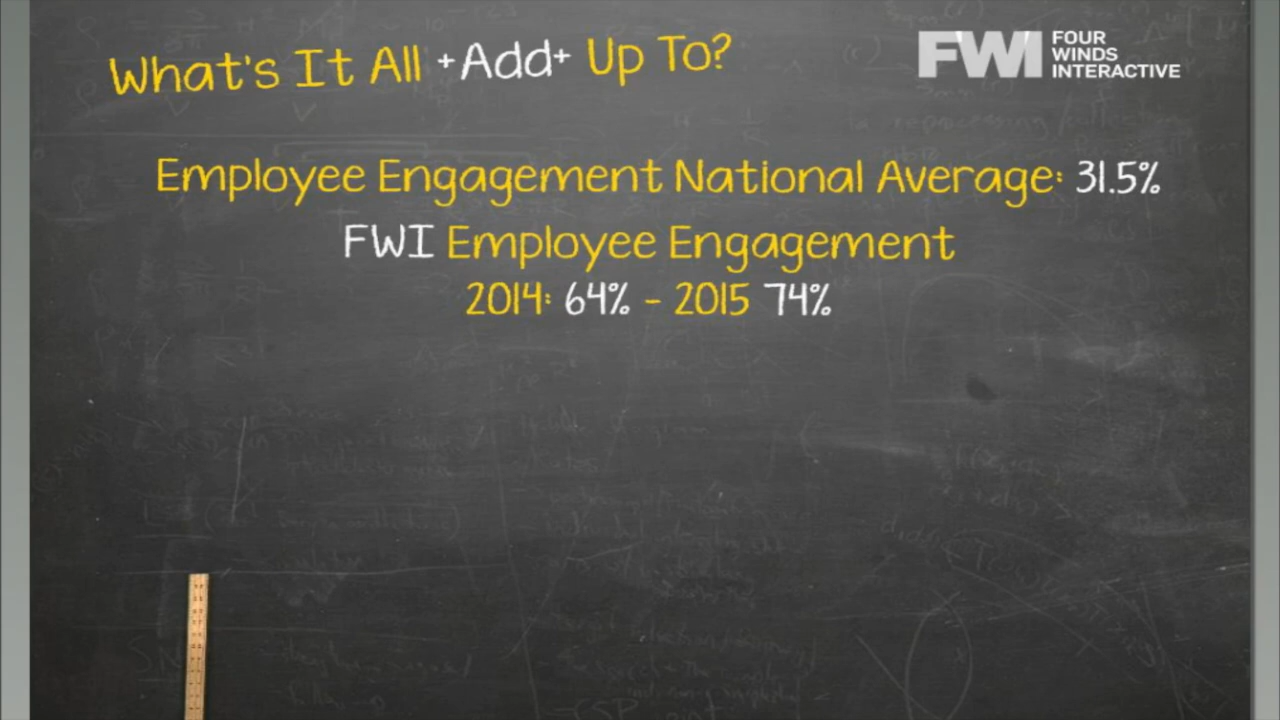 What's It All +Add+ Up To?
FWI FOUR
WINDS
INTERACTIVE
Employee Engagement National Average: 31.5%
FWI Employee Engagement
2014: 64% - 2015 74%